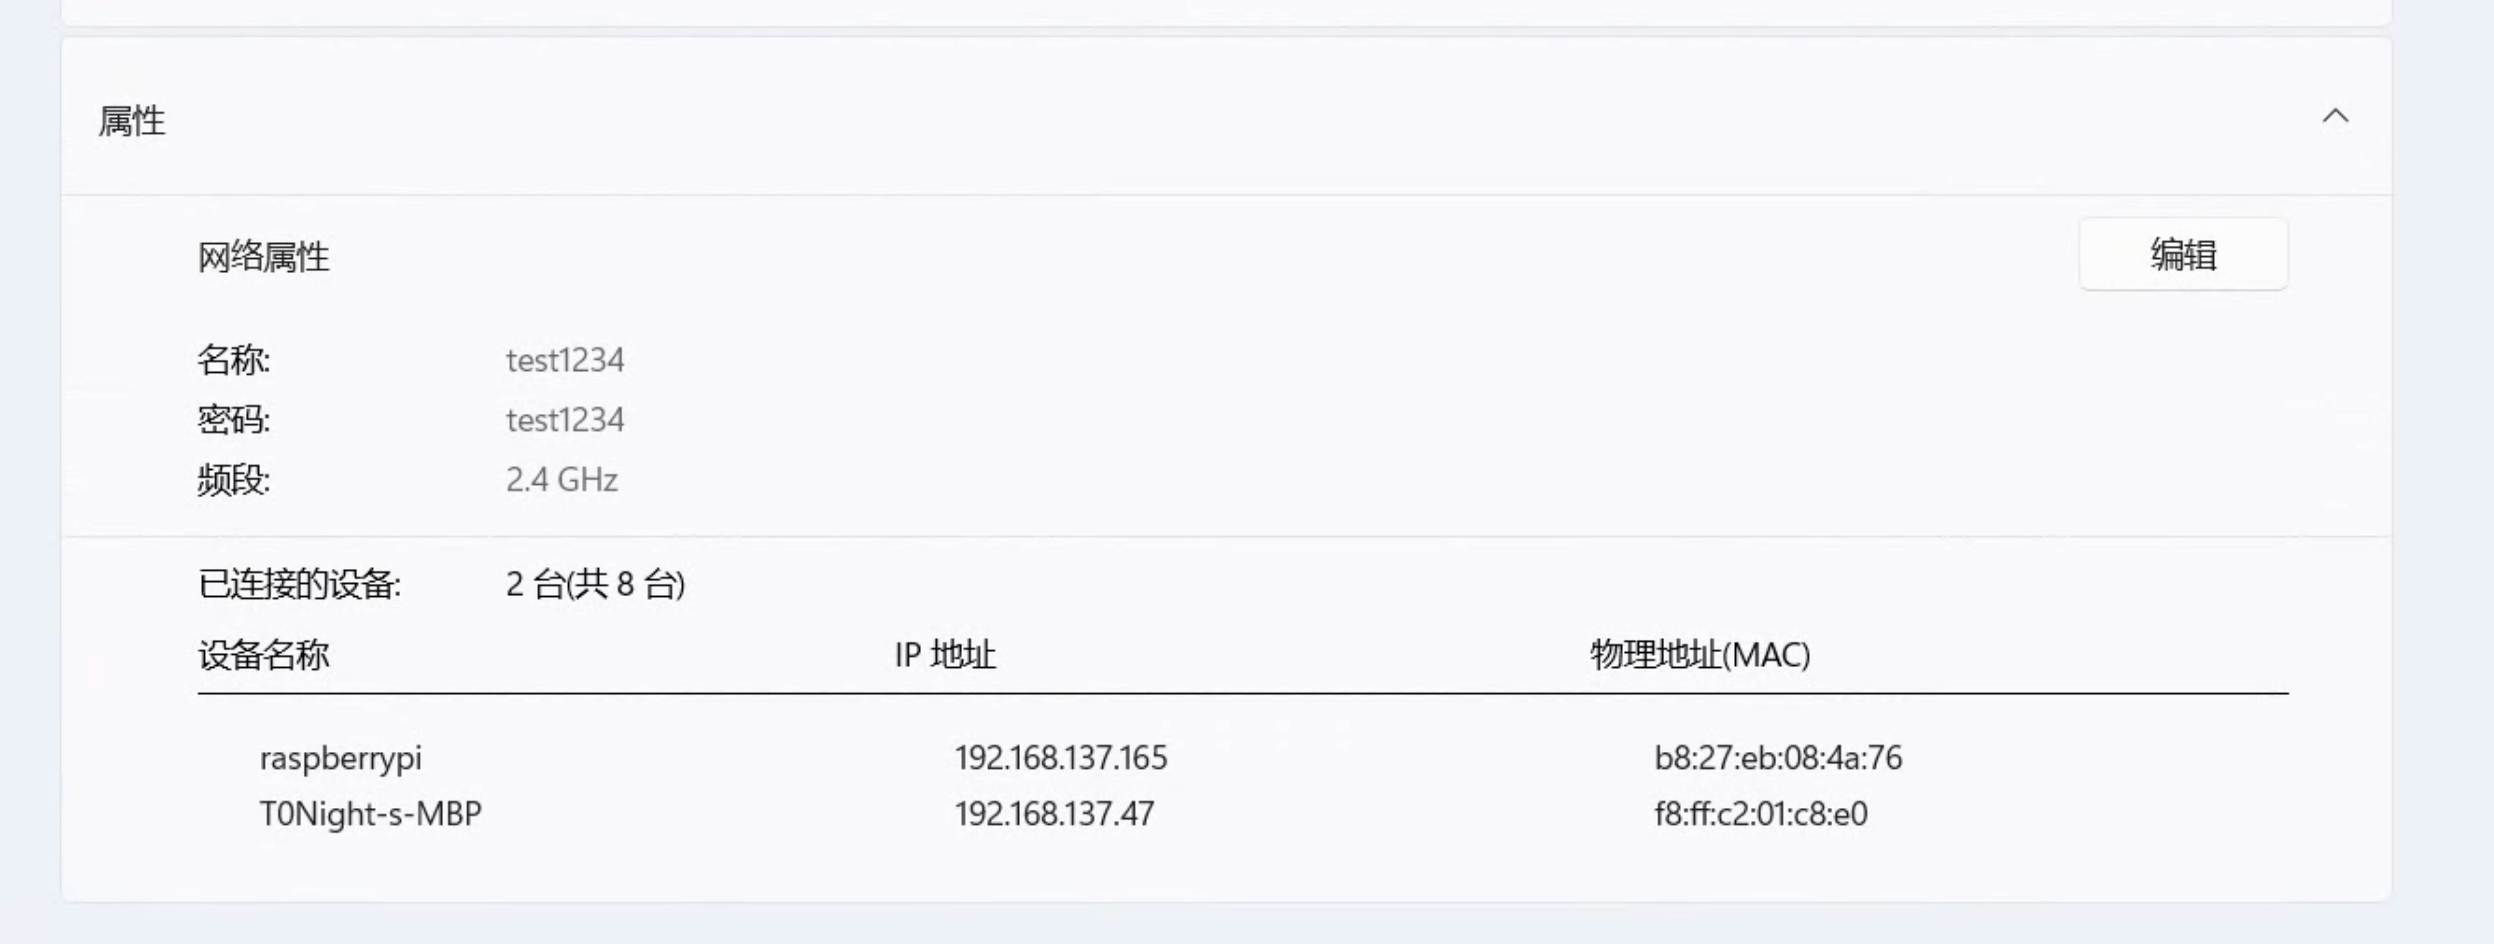 属性
网络属性 编辑
名称: test1234
密码: test1234
频段: 2.4 GHz
已连接的设备: 2 台(共 8 台)
设备名称 IP 地址 物理地址(MAC)
raspberrypi 192.168.137.165 b8:27:eb:08:4a:76
T0Night-s-MBP 192.168.137.47 f8:ff:c2:01:c8:e0